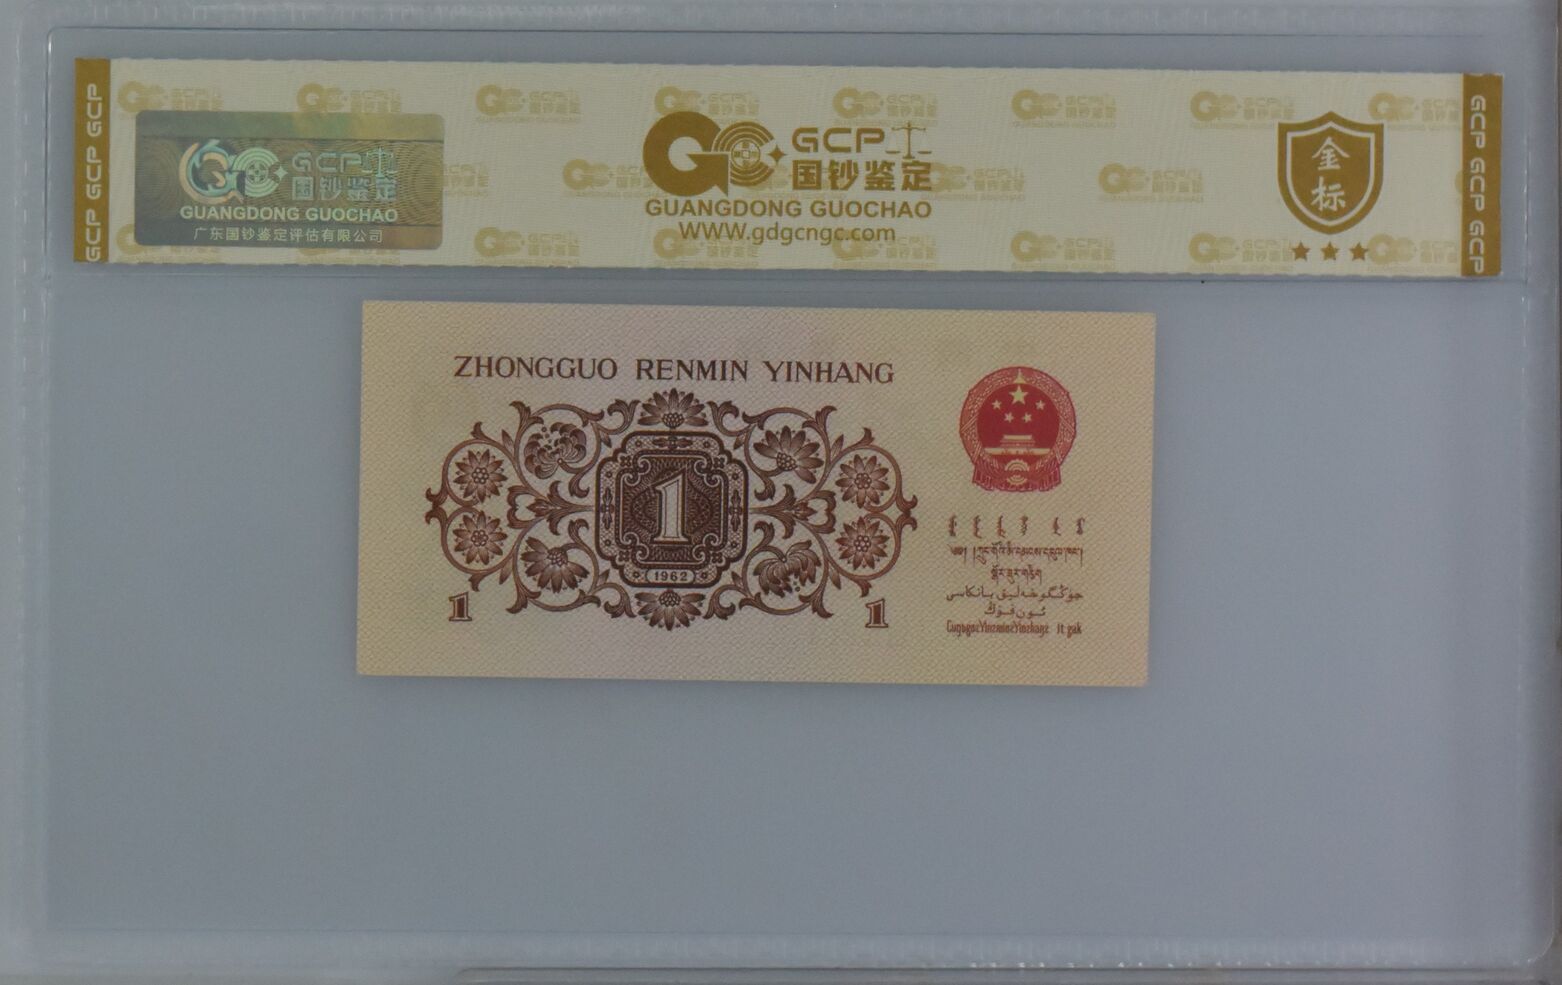 GCP GCP GCP
GCP国钞鉴定
GUANGDONG GUOCHAO
广东国钞鉴定评估有限公司
GCP
国钞鉴定
GUANGDONG GUOCHAO
WWW.gdgcngc.com
金标
GCP GCP GCP
ZHONGGUO RENMIN YINHANG
1
1962
1
1